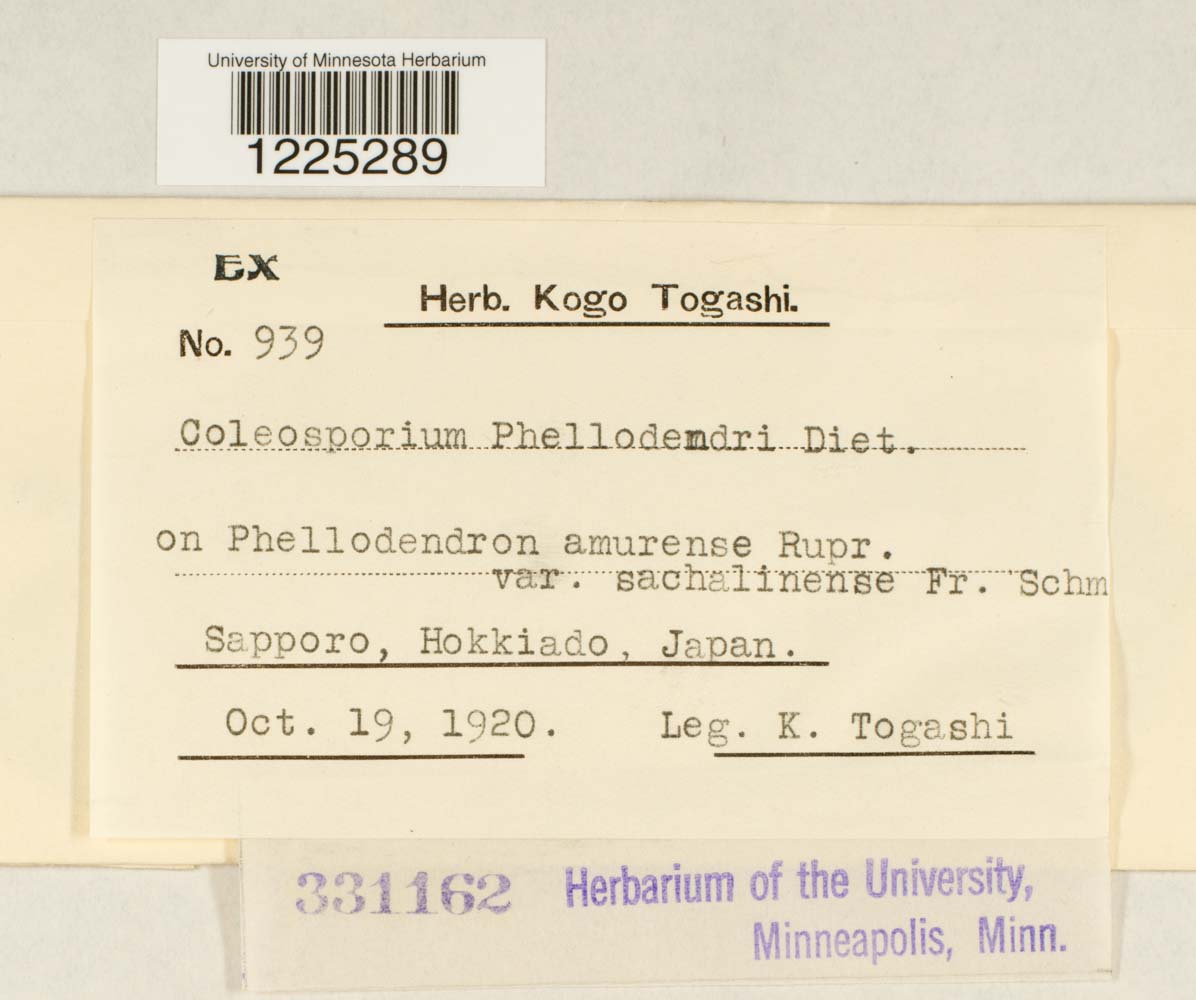 University of Minnesota Herbarium
1225289
EX
Herb. Kogo Togashi.
No. 939
Coleosporium Phellodendri Diet.
on Phellodendron amurense Rupr.
var. sachalinense Fr. Schm
Sapporo, Hokkiado, Japan.
Oct. 19, 1920. Leg. K. Togashi
331162 Herbarium of the University,
Minneapolis, Minn.